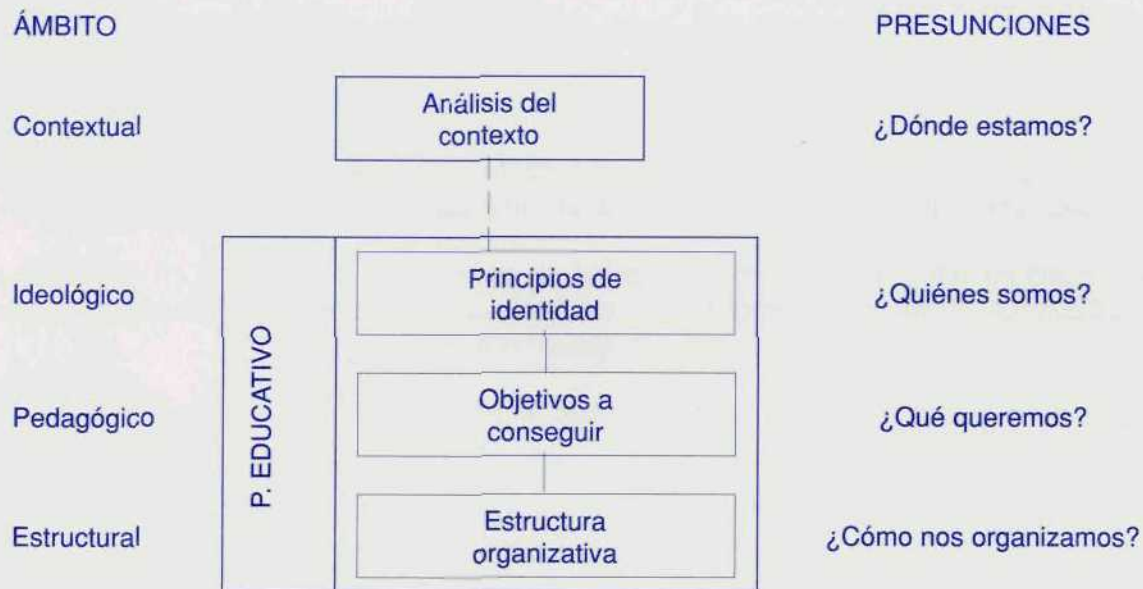 ÁMBITO
PRESUNCIONES
Contextual
Análisis del
contexto
¿Dónde estamos?
Ideológico
Principios de
identidad
¿Quiénes somos?
P. EDUCATIVO
Pedagógico
Objetivos a
conseguir
¿Qué queremos?
Estructural
Estructura
organizativa
¿Cómo nos organizamos?